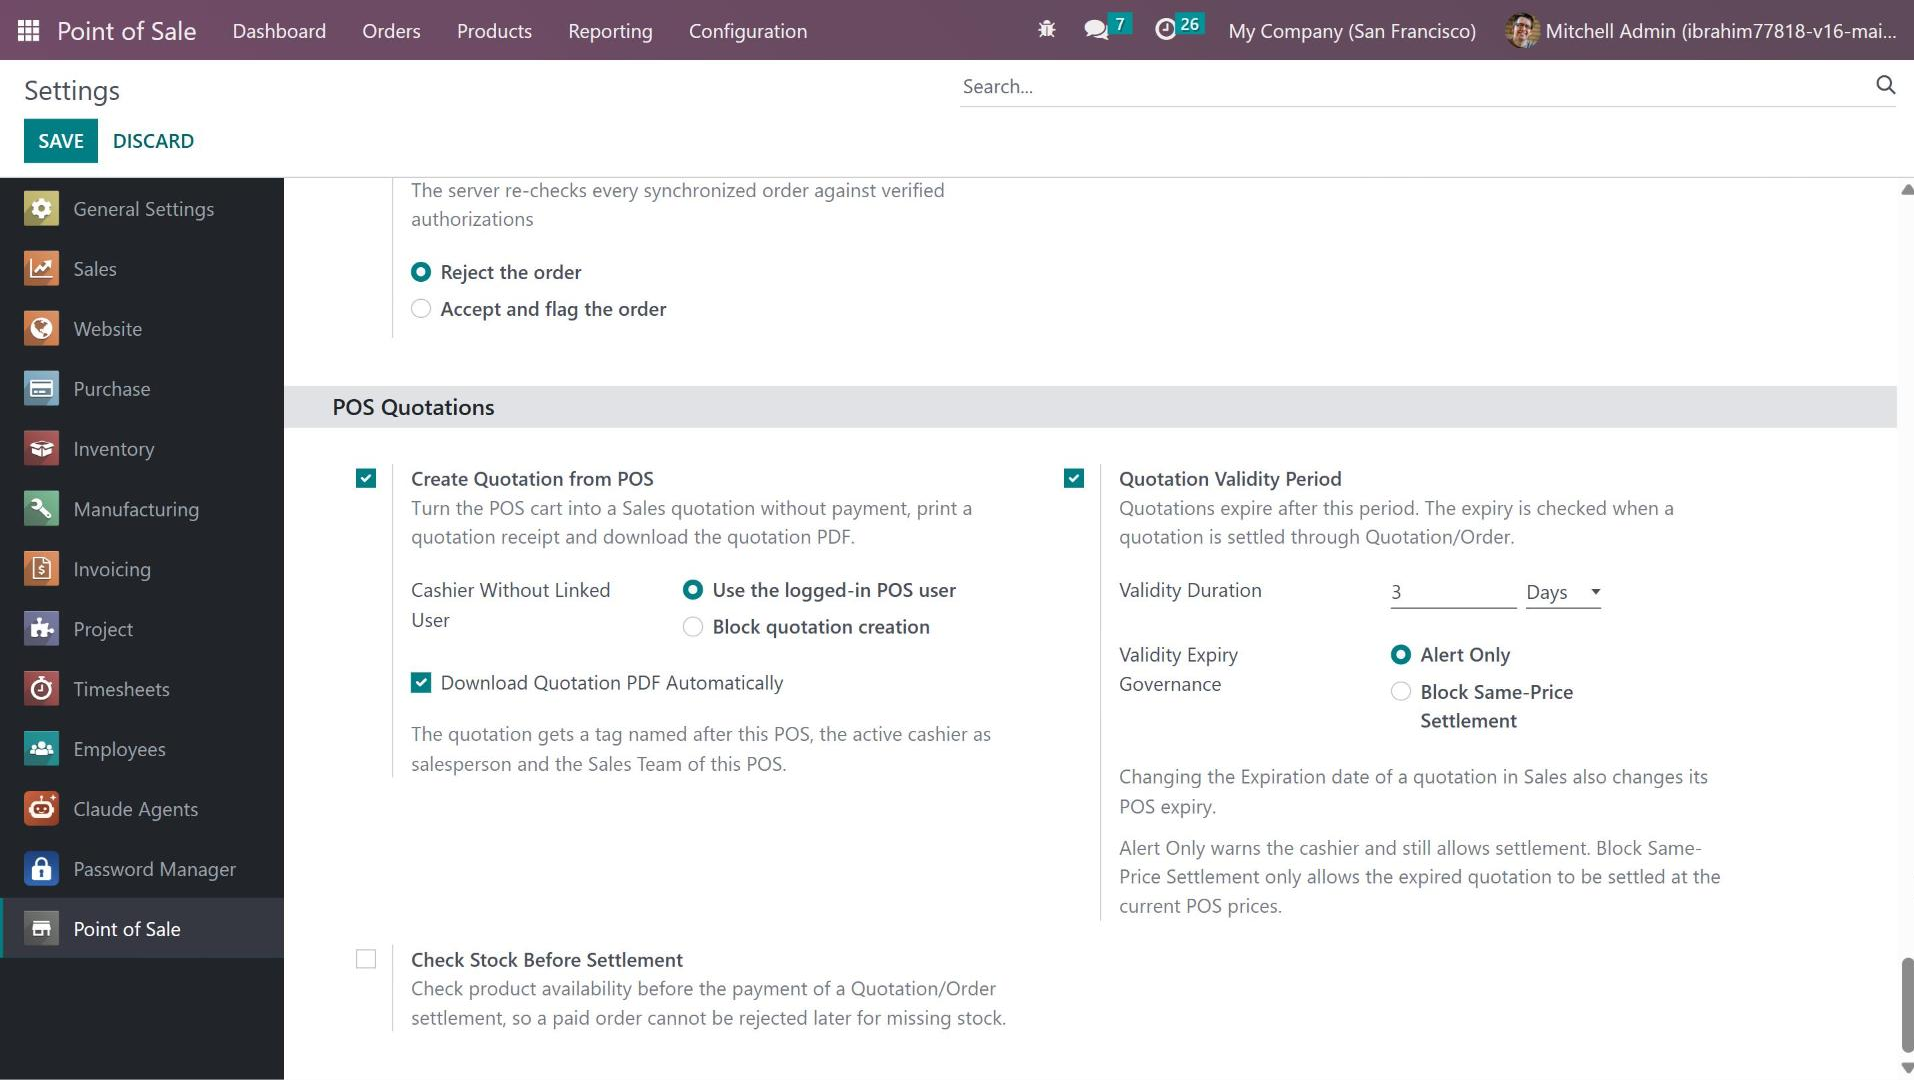 Point of Sale Dashboard Orders Products Reporting Configuration 7 26 My Company (San Francisco) Mitchell Admin (ibrahim77818-v16-mai...
Settings
Search...
SAVE DISCARD
General Settings
Sales
Website
Purchase
Inventory
Manufacturing
Invoicing
Project
Timesheets
Employees
Claude Agents
Password Manager
Point of Sale
The server re-checks every synchronized order against verified
authorizations
Reject the order
Accept and flag the order
POS Quotations
Create Quotation from POS
Turn the POS cart into a Sales quotation without payment, print a
quotation receipt and download the quotation PDF.
Cashier Without Linked
User
Use the logged-in POS user
Block quotation creation
Download Quotation PDF Automatically
The quotation gets a tag named after this POS, the active cashier as
salesperson and the Sales Team of this POS.
Quotation Validity Period
Quotations expire after this period. The expiry is checked when a
quotation is settled through Quotation/Order.
Validity Duration 3 Days
Validity Expiry
Governance
Alert Only
Block Same-Price
Settlement
Changing the Expiration date of a quotation in Sales also changes its
POS expiry.
Alert Only warns the cashier and still allows settlement. Block Same-
Price Settlement only allows the expired quotation to be settled at the
current POS prices.
Check Stock Before Settlement
Check product availability before the payment of a Quotation/Order
settlement, so a paid order cannot be rejected later for missing stock.